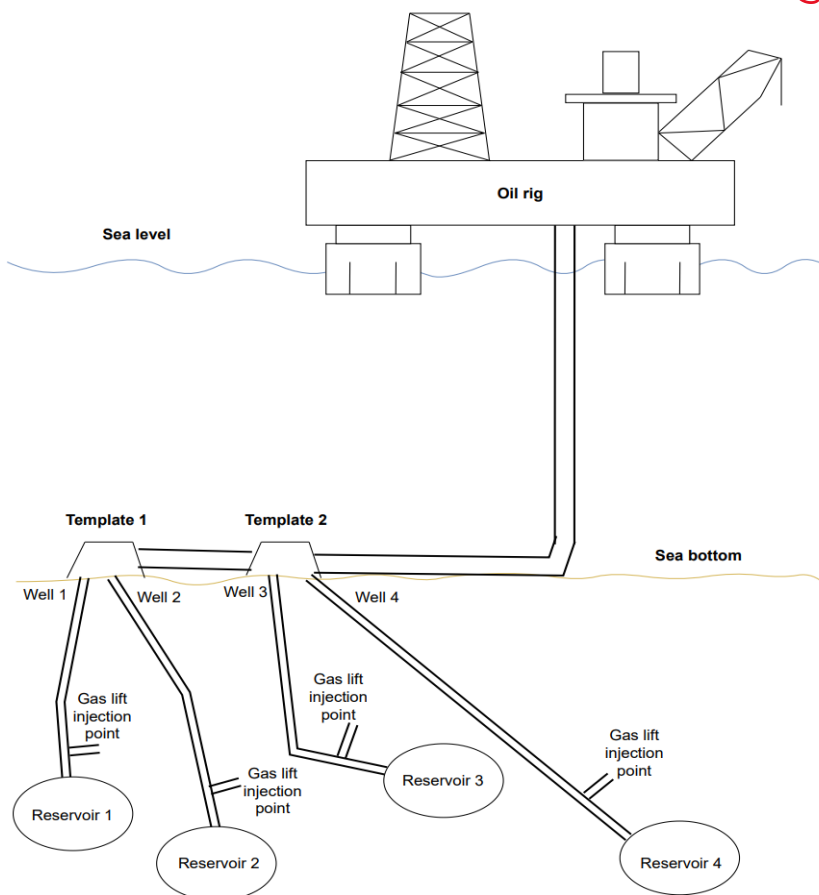 Oil rig
Sea level
Template 1
Template 2
Sea bottom
Well 1
Well 2
Well 3
Well 4
Gas lift
injection
point
Gas lift
injection
point
Gas lift
injection
point
Gas lift
injection
point
Reservoir 1
Reservoir 2
Reservoir 3
Reservoir 4